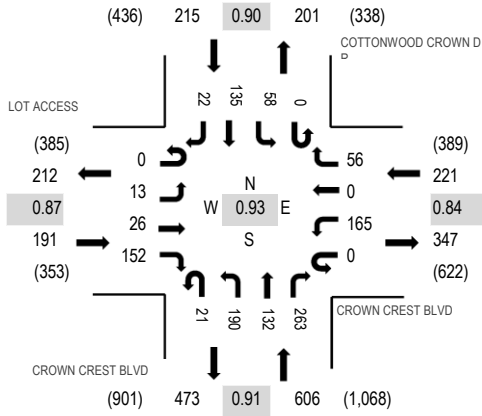 (436) 215 0.90 201 (338)
COTTONWOOD CROWN D
LOT ACCESS
22 135 58 0
(385) (389)
0 56
212 221
13 N 0
0.87 W 0.93 E 0.84
26 165
191 S 347
152 0
(353) (622)
21 190 132 263
CROWN CREST BLVD
CROWN CREST BLVD
(901) 473 0.91 606 (1,068)